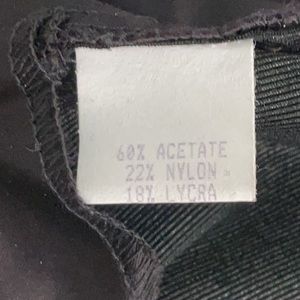 60% ACETATE
22% NYLON
18% LYCRA